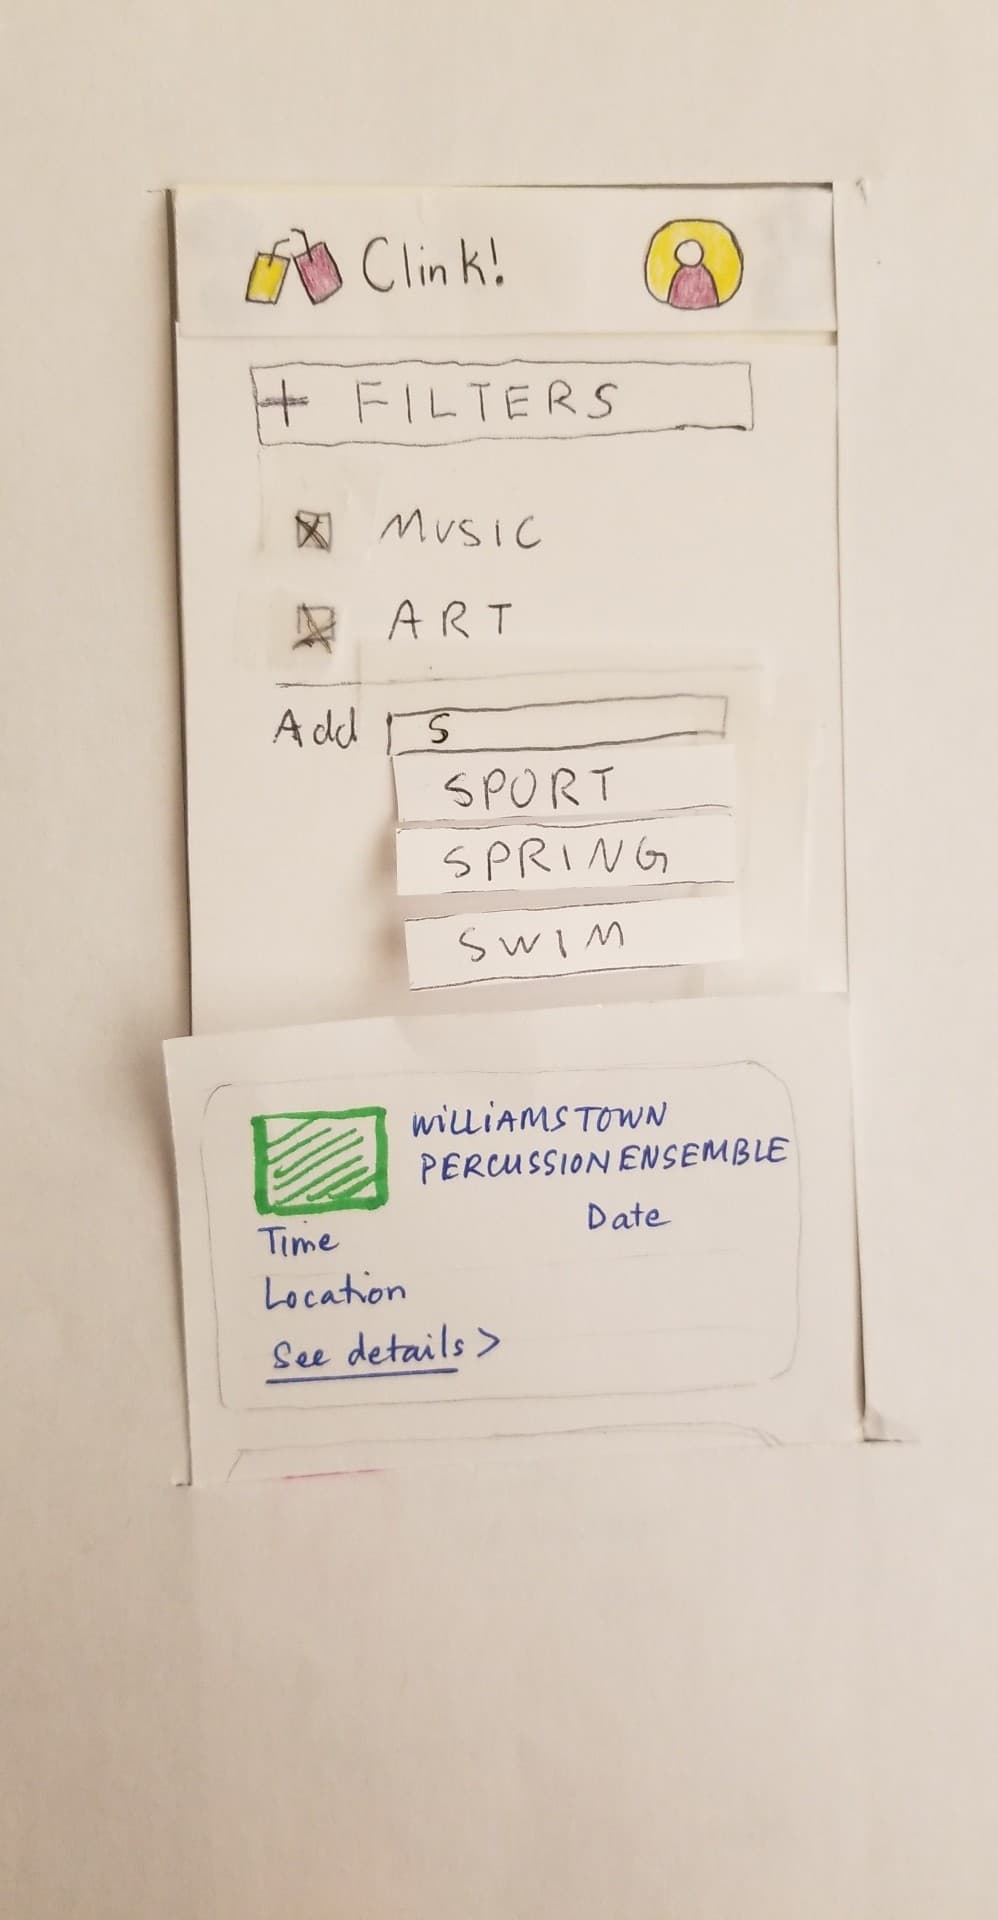 Clink!
+ FILTERS
MUSIC
ART
Add S
SPORT
SPRING
SWIM
WILLIAMSTOWN
PERCUSSION ENSEMBLE
Date
Time
Location
See details >